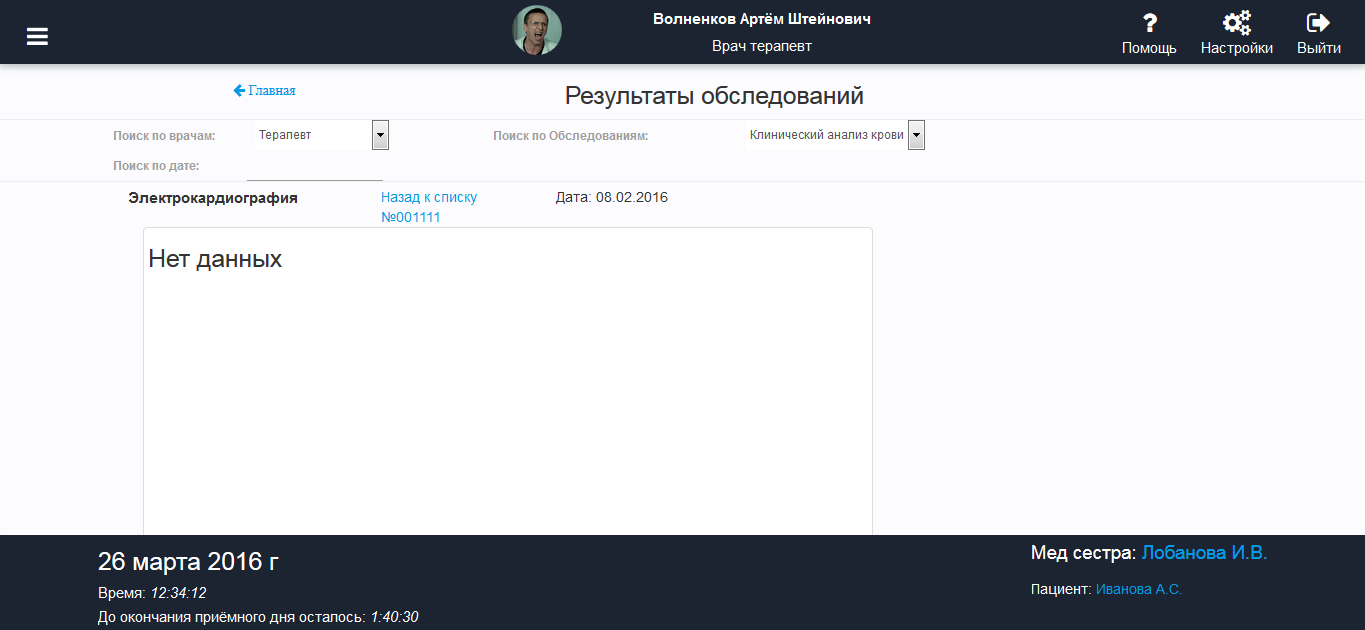 Волненков Артём Штейнович
Врач терапевт
Помощь
Настройки
Выйти
Главная
Результаты обследований
Поиск по врачам:
Терапевт
Поиск по Обследованиям:
Клинический анализ крови
Поиск по дате:
Электрокардиография
Назад к списку
Дата: 08.02.2016
№001111
Нет данных
26 марта 2016 г
Время: 12:34:12
До окончания приёмного дня осталось: 1:40:30
Мед сестра: Лобанова И.В.
Пациент: Иванова А.С.